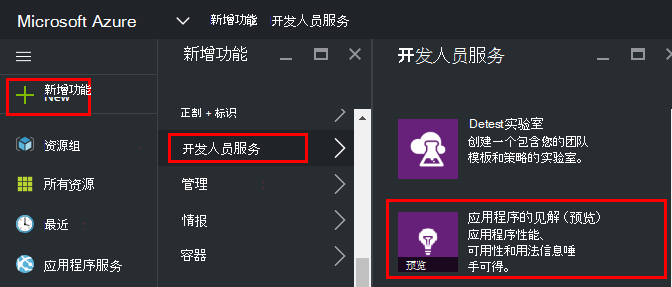 Microsoft Azure
新增功能
开发人员服务
新增功能
New
资源组
所有资源
最近
应用程序服务
新增功能
正割 + 标识
开发人员服务
管理
情报
容器
开发人员服务
Detest实验室
创建一个包含您的团队
模板和策略的实验室。
预览
应用程序的见解（预览）
应用程序性能、
可用性和用法信息唾
手可得。